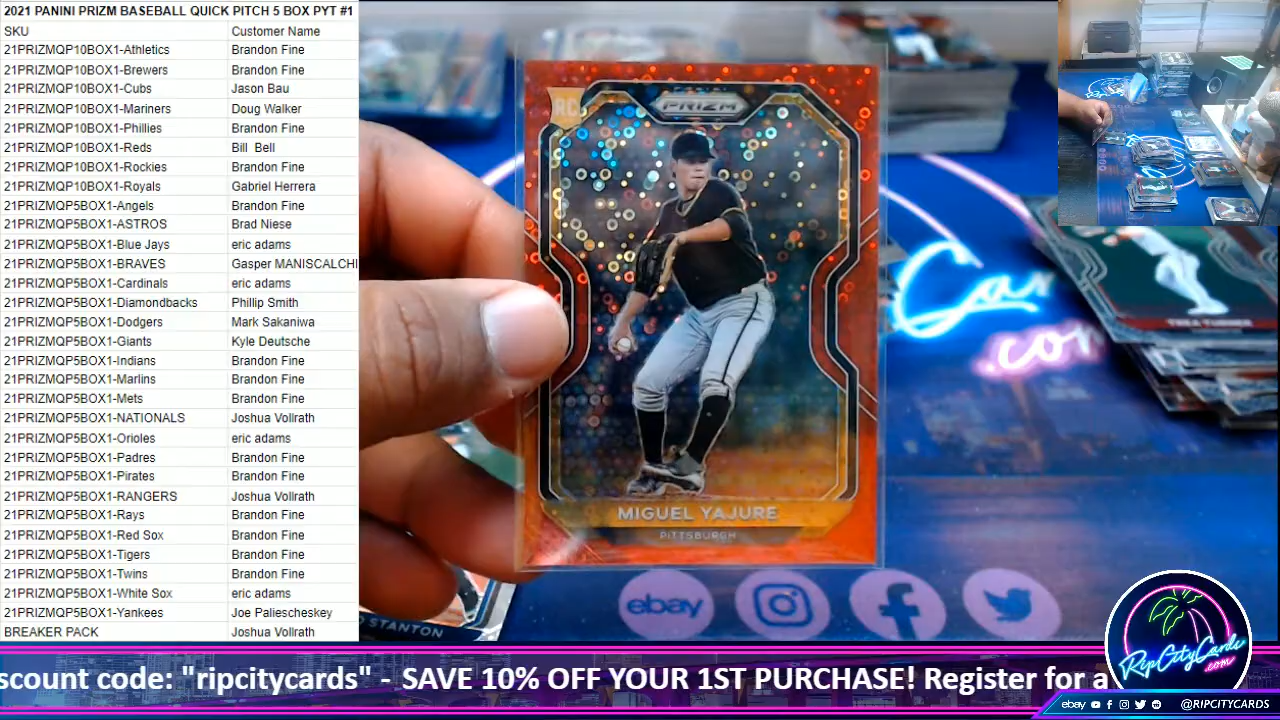 2021 PANINI PRIZM BASEBALL QUICK PITCH 5 BOX PYT #1
SKU Customer Name
21PRIZMQP10BOX1-Athletics Brandon Fine
21PRIZMQP10BOX1-Brewers Brandon Fine
21PRIZMQP10BOX1-Cubs Jason Bau
21PRIZMQP10BOX1-Mariners Doug Walker
21PRIZMQP10BOX1-Phillies Brandon Fine
21PRIZMQP10BOX1-Reds Bill Bell
21PRIZMQP10BOX1-Rockies Brandon Fine
21PRIZMQP10BOX1-Royals Gabriel Herrera
21PRIZMQP5BOX1-Angels Brandon Fine
21PRIZMQP5BOX1-ASTROS Brad Niese
21PRIZMQP5BOX1-Blue Jays eric adams
21PRIZMQP5BOX1-BRAVES Gasper MANISCALCHI
21PRIZMQP5BOX1-Cardinals eric adams
21PRIZMQP5BOX1-Diamondbacks Phillip Smith
21PRIZMQP5BOX1-Dodgers Mark Sakaniwa
21PRIZMQP5BOX1-Giants Kyle Deutsche
21PRIZMQP5BOX1-Indians Brandon Fine
21PRIZMQP5BOX1-Marlins Brandon Fine
21PRIZMQP5BOX1-Mets Brandon Fine
21PRIZMQP5BOX1-NATIONALS Joshua Vollrath
21PRIZMQP5BOX1-Orioles eric adams
21PRIZMQP5BOX1-Padres Brandon Fine
21PRIZMQP5BOX1-Pirates Brandon Fine
21PRIZMQP5BOX1-RANGERS Joshua Vollrath
21PRIZMQP5BOX1-Rays Brandon Fine
21PRIZMQP5BOX1-Red Sox Brandon Fine
21PRIZMQP5BOX1-Tigers Brandon Fine
21PRIZMQP5BOX1-Twins Brandon Fine
21PRIZMQP5BOX1-White Sox eric adams
21PRIZMQP5BOX1-Yankees Joe Paliescheskey
BREAKER PACK Joshua Vollrath
RC
PRIZM
MIGUEL YAJURE
PITTSBURGH
Car
.com
TREA TURNER
STANTON
ebay
scount code: "ripcitycards" - SAVE 10% OFF YOUR 1ST PURCHASE! Register for a
RipCityCards
.com
ebay @RIPCITYCARDS